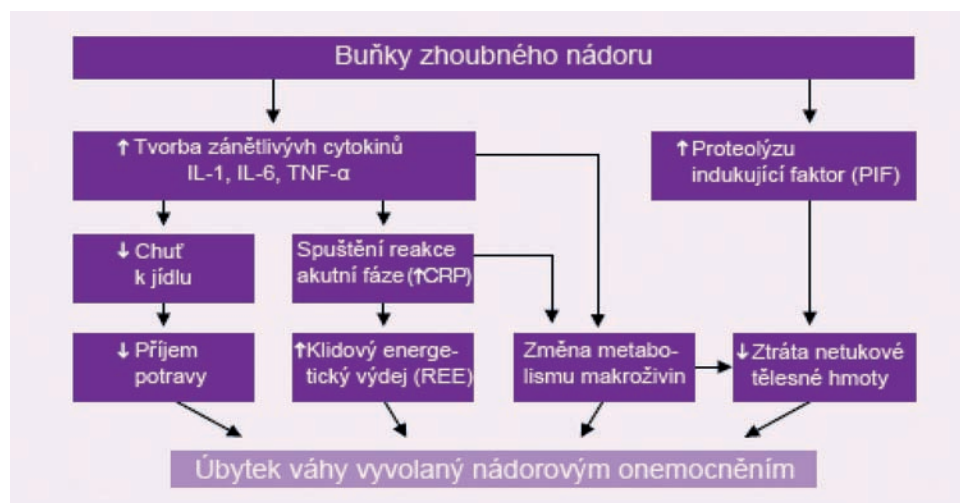 Buňky zhoubného nádoru
↑ Tvorba zánětlivývh cytokinů
IL-1, IL-6, TNF-α
↑ Proteolýzu
indukující faktor (PIF)
↓ Chuť
k jídlu
Spuštění reakce
akutní fáze (↑CRP)
↓ Příjem
potravy
↑Klidový energe-
tický výdej (REE)
Změna metabo-
lismu makroživin
↓ Ztráta netukové
tělesné hmoty
Úbytek váhy vyvolaný nádorovým onemocněním